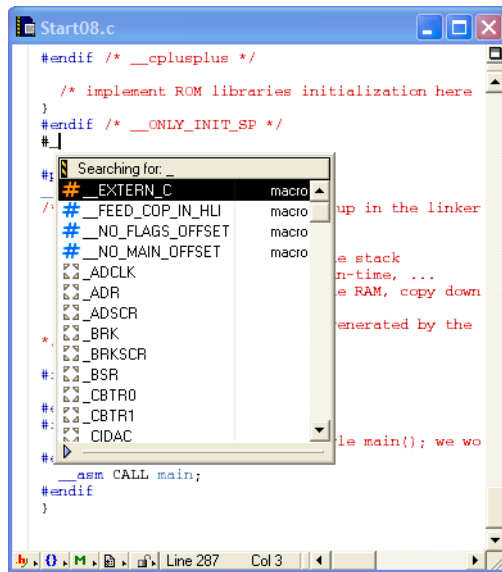 Start08.c
#endif /* __cplusplus */
/* implement ROM libraries initialization here
}
#endif /* __ONLY_INIT_SP */
#_
Searching for: _
__EXTERN_C macro
__FEED_COP_IN_HLI macro
__NO_FLAGS_OFFSET macro
__NO_MAIN_OFFSET macro
_ADCLK
_ADR
_ADSCR
_BRK
_BRKSCR
_BSR
_CBTR0
_CBTR1
_CIDAC
up in the linker
stack
n-time, ...
RAM, copy down
enerated by the
main(); we wo
__asm CALL main;
#endif
}
Line 287 Col 3